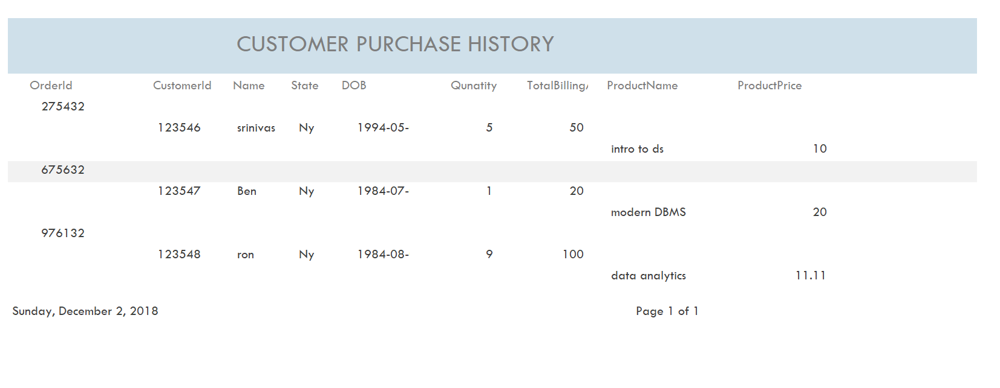 CUSTOMER PURCHASE HISTORY
OrderId CustomerId Name State DOB Qunatity TotalBilling ProductName ProductPrice
275432
123546 srinivas Ny 1994-05- 5 50
intro to ds 10
675632
123547 Ben Ny 1984-07- 1 20
modern DBMS 20
976132
123548 ron Ny 1984-08- 9 100
data analytics 11.11
Sunday, December 2, 2018 Page 1 of 1